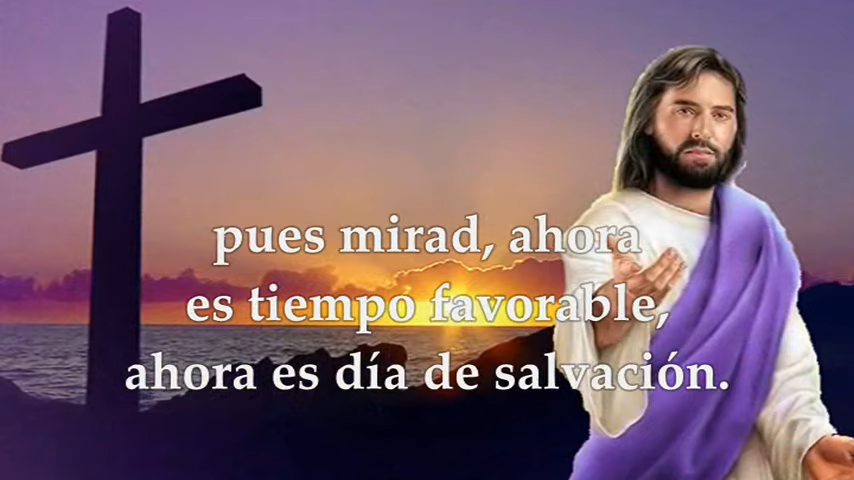 pues mirad, ahora
es tiempo favorable,
ahora es día de salvación.